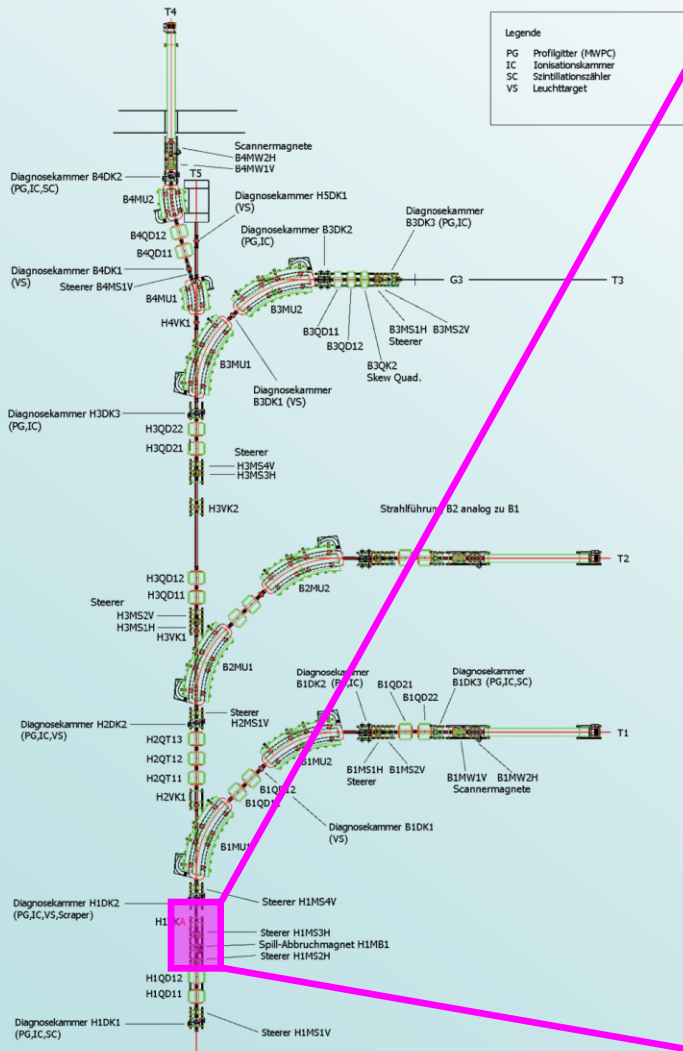 T4
Legende
PG Profilgitter (MWPC)
IC Ionisationskammer
SC Szintillationszähler
VS Leuchttarget
Scannermagnete
B4MW2H
B4MW1V
Diagnosekammer B4DK2
(PG,IC,SC)
T5
B4MU2
Diagnosekammer H5DK1
(VS)
Diagnosekammer
B3DK2
(PG,IC)
Diagnosekammer
B3DK3 (PG,IC)
B4QD12
B4QD11
Diagnosekammer B4DK1
(VS)
Steerer B4MS1V
B4MU1
G3
T3
B3MU2
H4VK1
B3QD11
B3QD12
B3MS1H
Steerer
B3MS2V
B3QK2
Skew Quad.
B3MU1
Diagnosekammer
B3DK1 (VS)
Diagnosekammer H3DK3
(PG,IC)
H3QD22
H3QD21
Steerer
H3MS4V
H3MS3H
H3VK2
Strahlführung B2 analog zu B1
T2
H3QD12
H3QD11
B2MU2
Steerer
H3MS2V
H3MS1H
H3VK1
B2MU1
Diagnosekammer
B1DK2 (PG,IC)
B1QD21
B1QD22
Diagnosekammer
B1DK3 (PG,IC,SC)
Steerer
H2MS1V
Diagnosekammer H2DK2
(PG,IC,VS)
T1
H2QT13
H2QT12
H2QT11
B1MU2
B1MS1H
Steerer
B1MS2V
B1MW1V
B1MW2H
Scannermagnete
B1QD12
H2VK1
Diagnosekammer B1DK1
(VS)
B1MU1
Diagnosekammer H1DK2
(PG,IC,VS,Scraper)
Steerer H1MS4V
Steerer H1MS3H
Spill-Abbruchmagnet H1MB1
Steerer H1MS2H
H1QD12
H1QD11
Diagnosekammer H1DK1
(PG,IC,SC)
Steerer H1MS1V